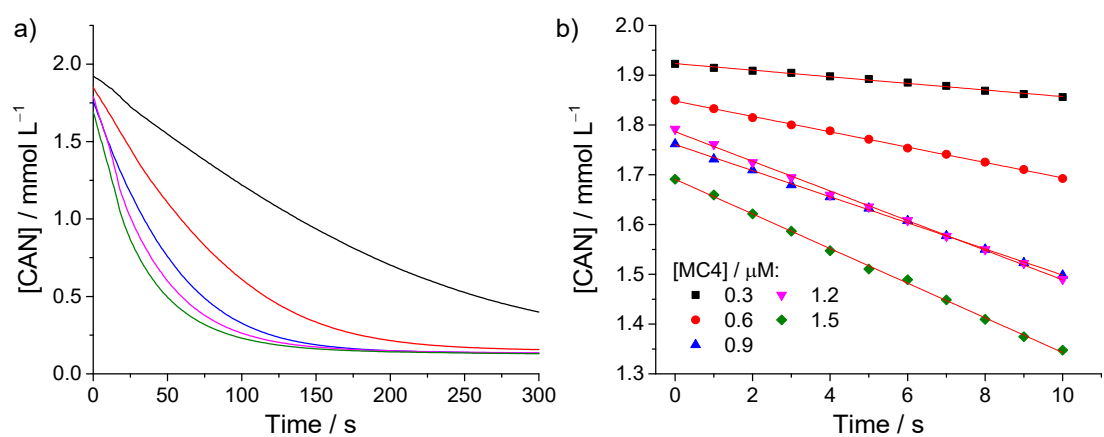 a)
[CAN] / mmol L⁻¹
2.0
1.5
1.0
0.5
0.0
0 50 100 150 200 250 300
Time / s
b)
[CAN] / mmol L⁻¹
2.0
1.9
1.8
1.7
1.6
1.5
1.4
1.3
[MC4] / μM:
0.3 1.2
0.6 1.5
0.9
0 2 4 6 8 10
Time / s